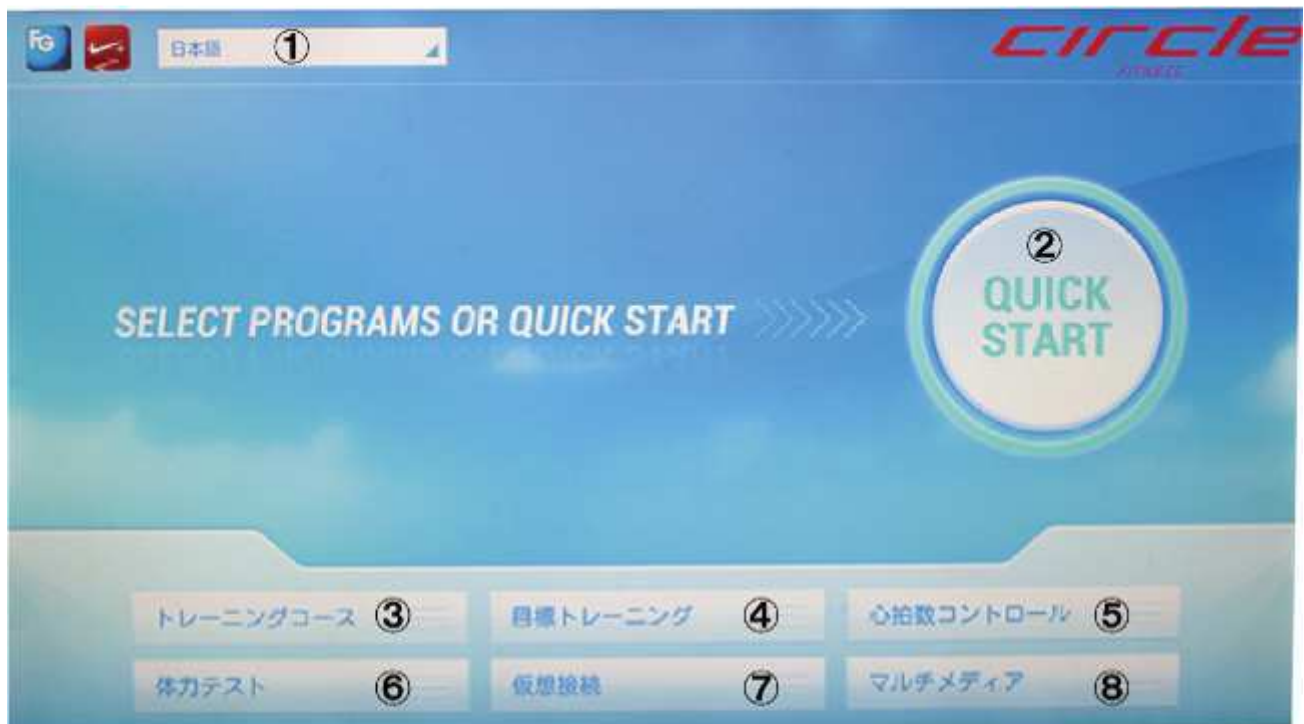 FG
日本語 ①
circle
FITNESS
②
QUICK
START
SELECT PROGRAMS OR QUICK START
トレーニングコース ③
目標トレーニング ④
心拍数コントロール ⑤
体力テスト ⑥
仮想接続 ⑦
マルチメディア ⑧